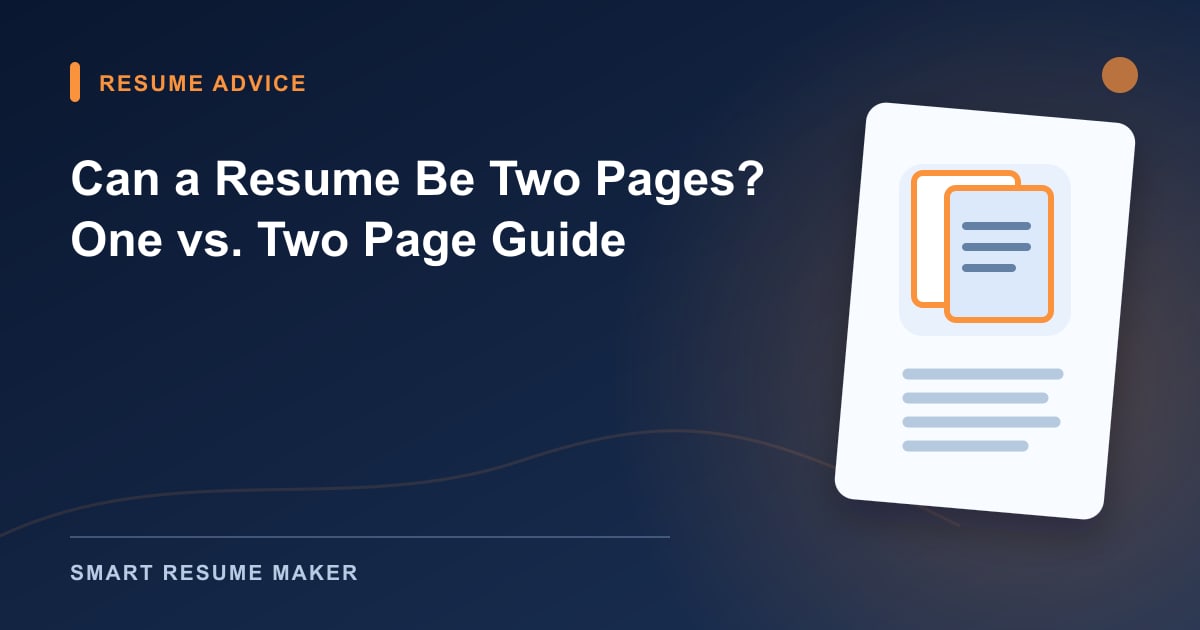 RESUME ADVICE
Can a Resume Be Two Pages?
One vs. Two Page Guide
SMART RESUME MAKER